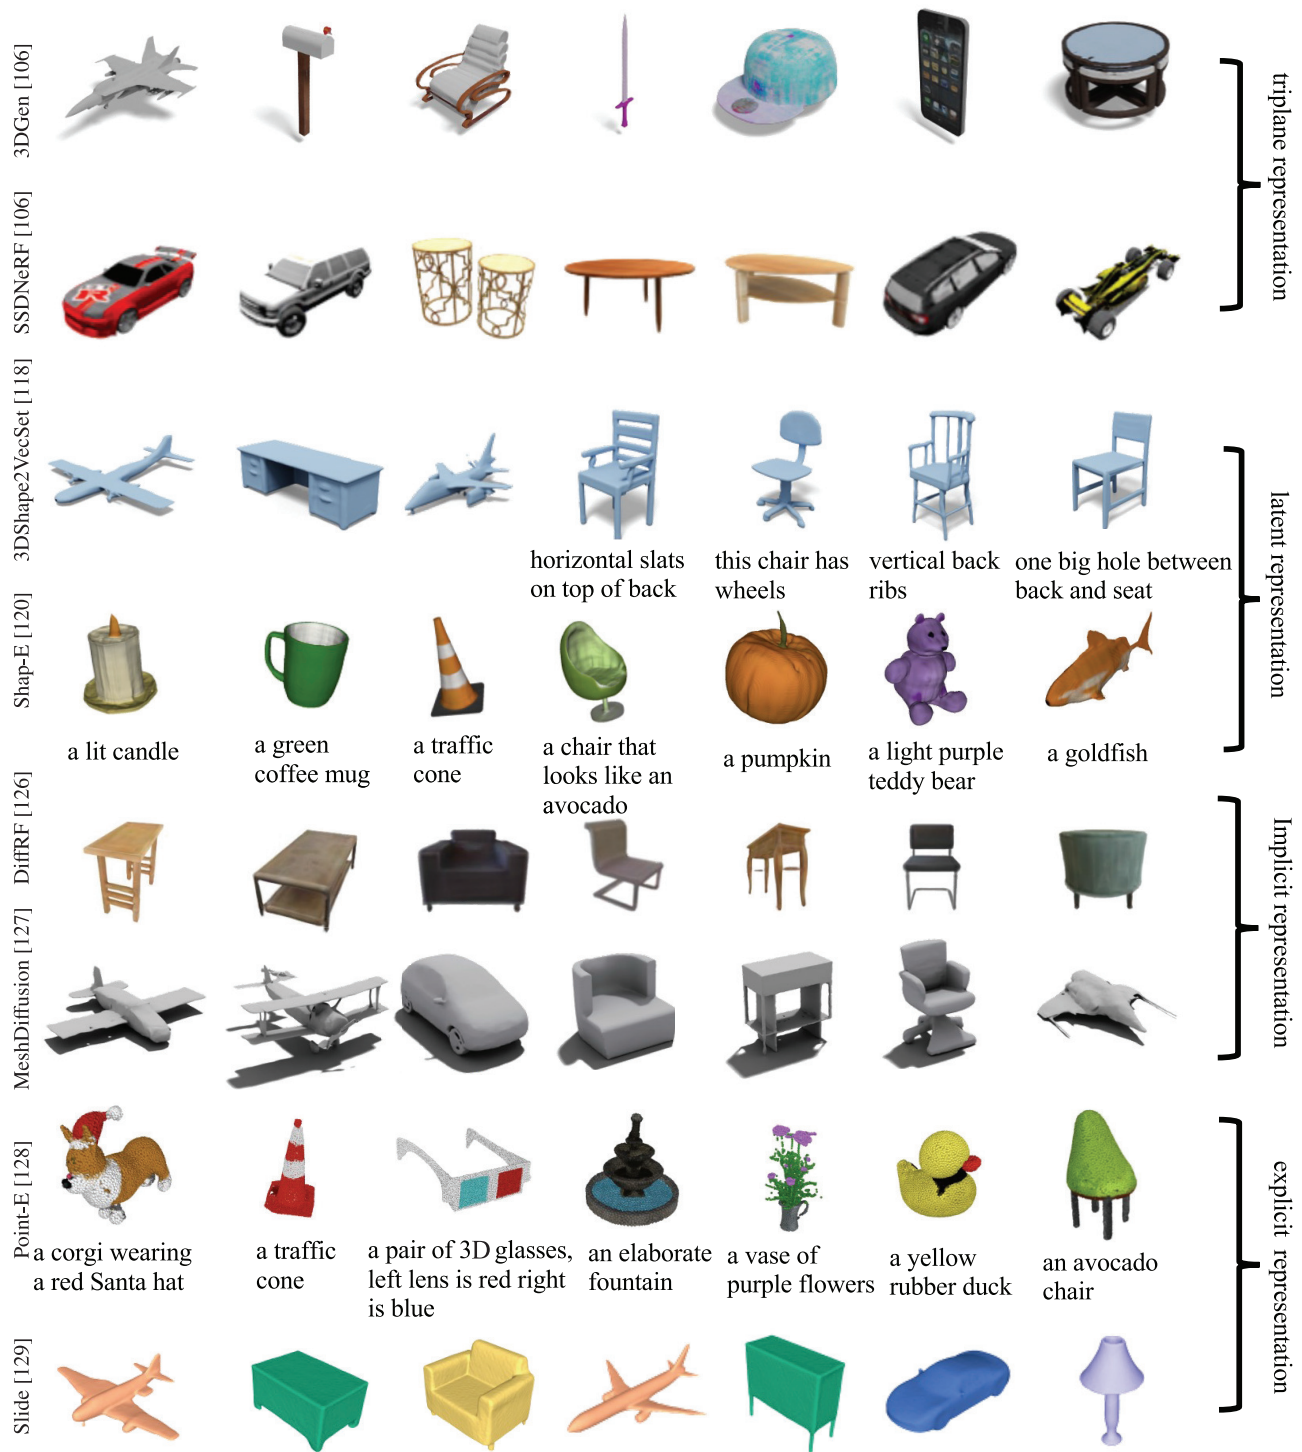 3DGen [106]
triplane representation
SSDNeRF [106]
3DShape2VecSet [118]
horizontal slats
on top of back
this chair has
wheels
vertical back
ribs
one big hole between
back and seat
latent representation
Shap-E [120]
a lit candle
a green
coffee mug
a traffic
cone
a chair that
looks like an
avocado
a pumpkin
a light purple
teddy bear
a goldfish
DiffRF [126]
Implicit representation
MeshDiffusion [127]
Point-E [128]
a corgi wearing
a red Santa hat
a traffic
cone
a pair of 3D glasses,
left lens is red right
is blue
an elaborate
fountain
a vase of
purple flowers
a yellow
rubber duck
an avocado
chair
explicit representation
Slide [129]